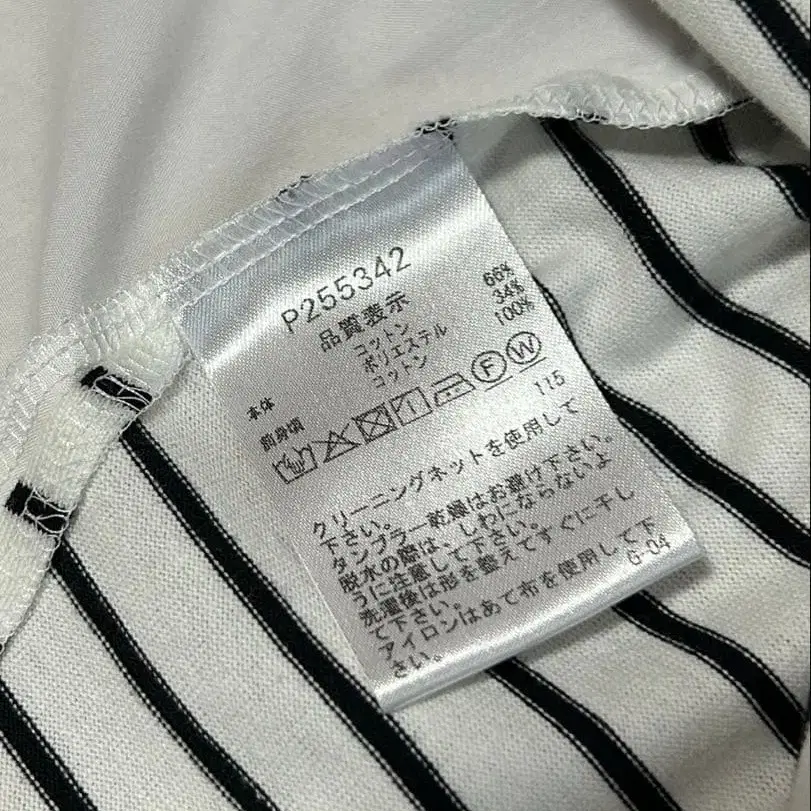 P255342
品質表示
本体 コットン 66%
ポリエステル 34%
前身頃 コットン 100%
F W
115
クリーニングネットを使用して
下さい。
タンブラー乾燥はお避け下さい。
脱水の際は、しわにならないよ
うに注意して下さい。
洗濯後は形を整えてすぐに干し
て下さい。
アイロンはあて布を使用して下
さい。
G-04